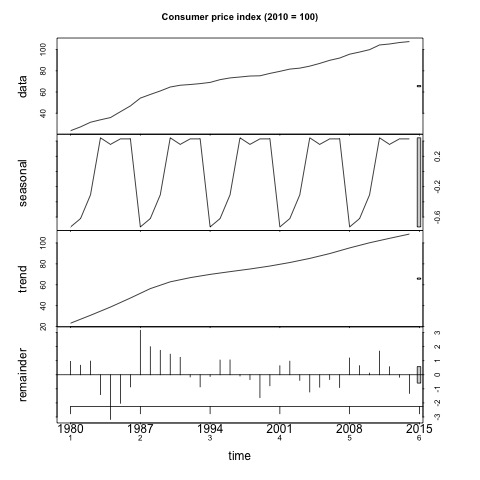 Consumer price index (2010 = 100)
data
40 60 80 100
seasonal
-0.6 -0.2 0.2
trend
20 40 60 80 100
remainder
-3 -2 -1 0 1 2 3
1980 1987 1994 2001 2008 2015
1 2 3 4 5 6
time